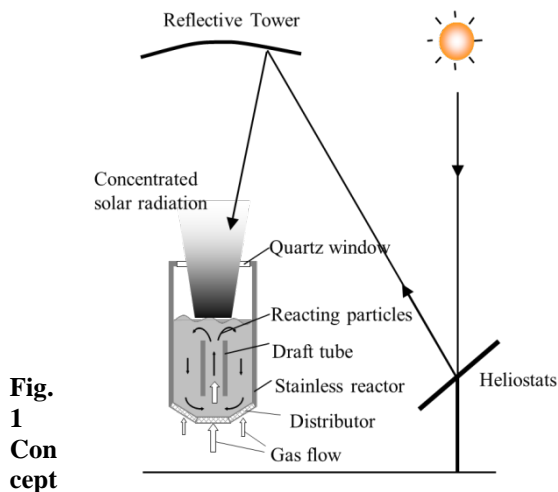 Reflective Tower
Concentrated
solar radiation
Quartz window
Reacting particles
Draft tube
Stainless reactor
Heliostats
Distributor
Gas flow
Fig.
1
Con
cept